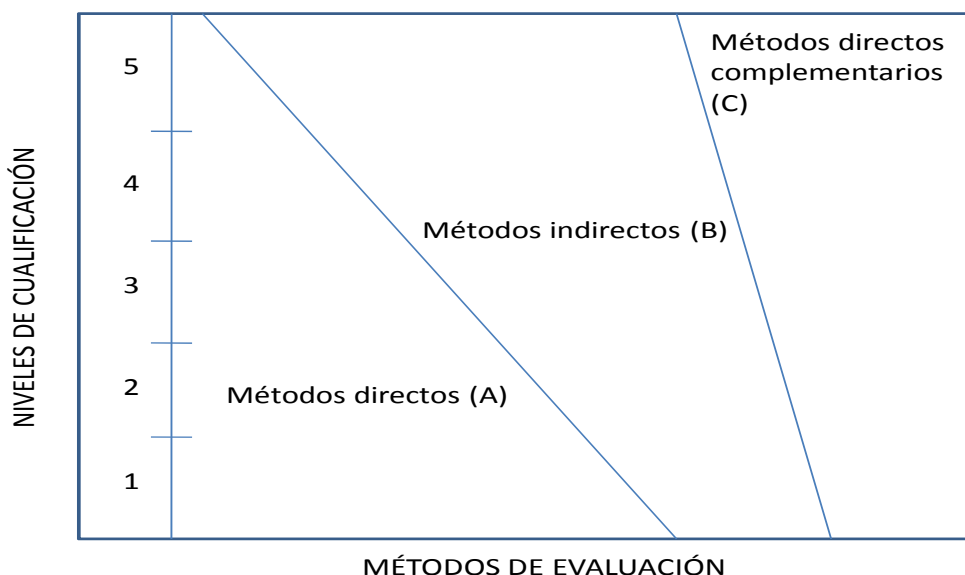 Métodos directos
complementarios
(C)
5
4
3
2
1
Métodos indirectos (B)
Métodos directos (A)
NIVELES DE CUALIFICACIÓN
MÉTODOS DE EVALUACIÓN